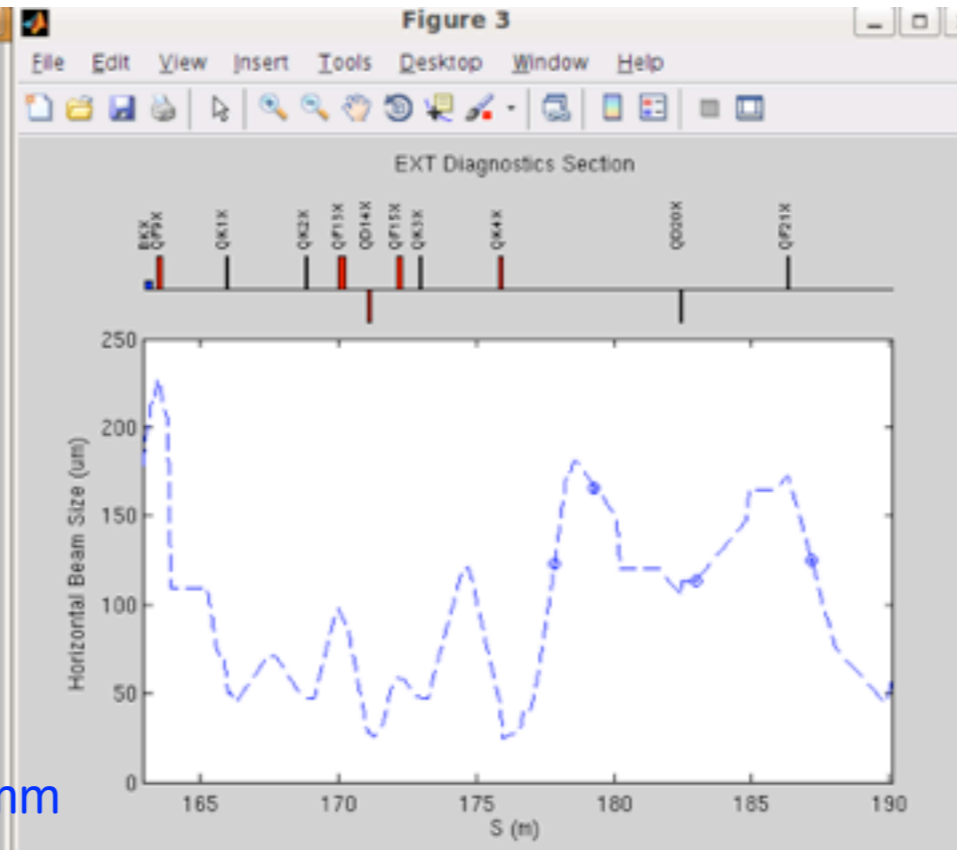 Figure 3
File Edit View Insert Tools Desktop Window Help
EXT Diagnostics Section
BKX
QF9X
QK1X
QK2X
QF13X
QD14X
QF15X
QK3X
QK4X
QD20X
QF21X
250
200
150
100
50
0
Horizontal Beam Size (um)
165 170 175 180 185 190
S (m)